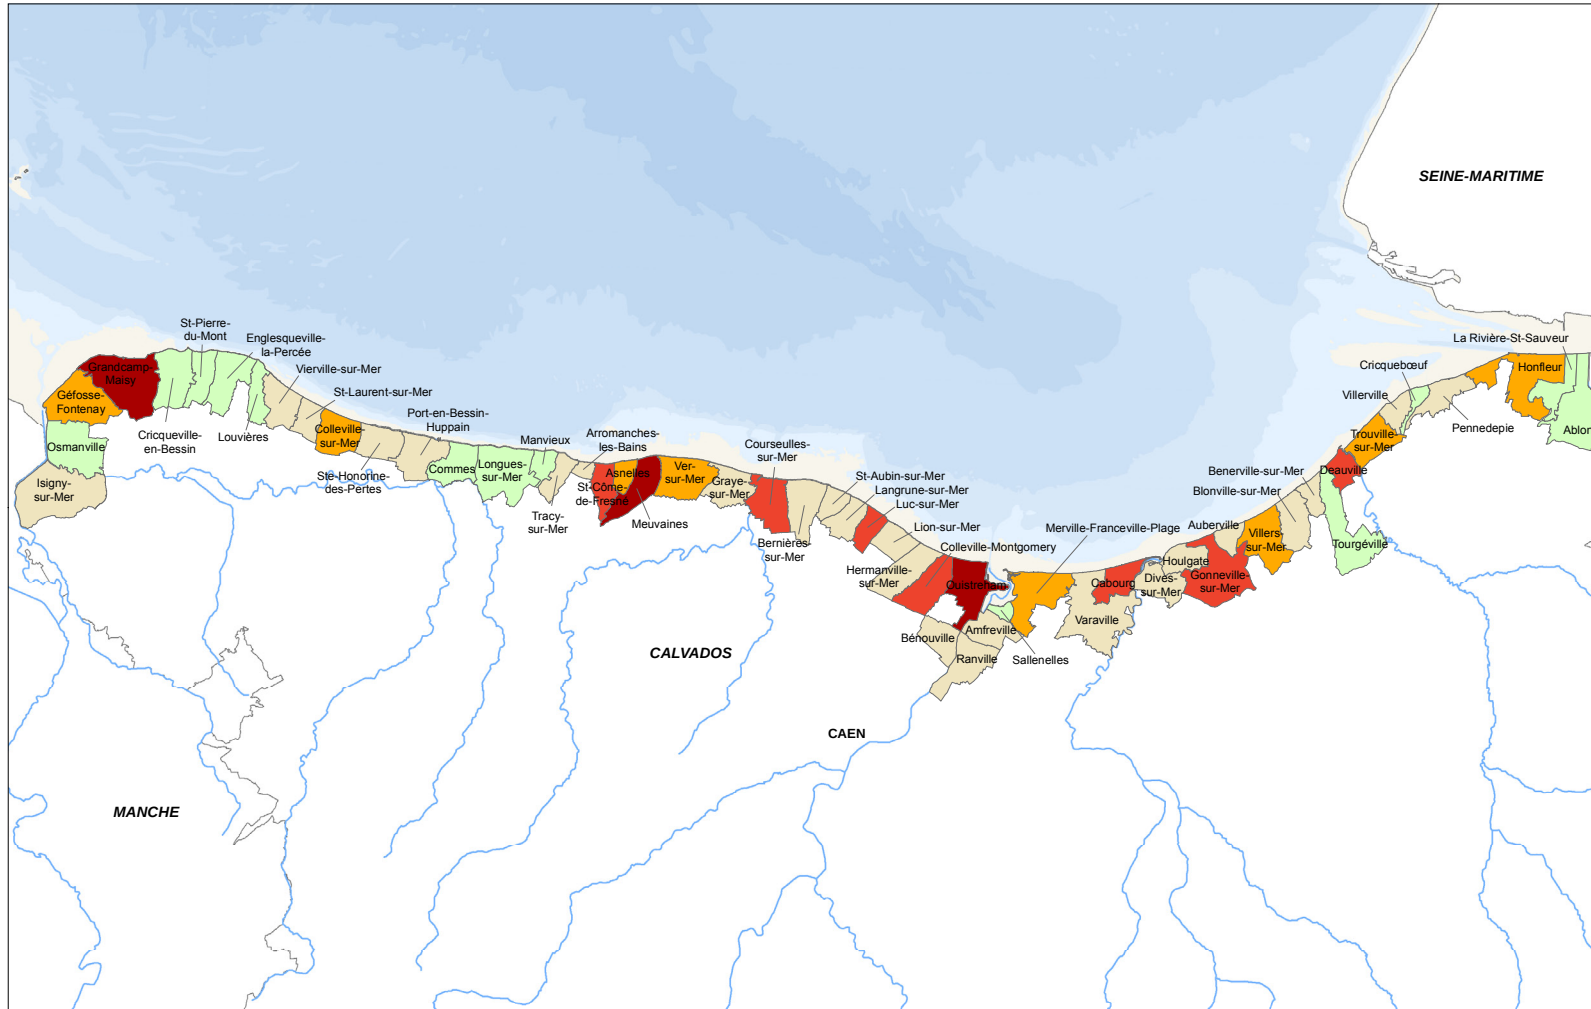 SEINE-MARITIME
St-Pierre-
du-Mont
Englesqueville-
la-Percée
Vierville-sur-Mer
St-Laurent-sur-Mer
Grandcamp-
Maisy
Géfosse-
Fontenay
Osmanville
Isigny-
sur-Mer
Cricqueville-
en-Bessin
Louvières
Colleville-
sur-Mer
Ste-Honorine-
des-Pertes
Port-en-Bessin-
Huppain
Commes
Longues-
sur-Mer
Manvieux
Tracy-
sur-Mer
Arromanches-
les-Bains
St-Côme-
de-Fresné
Asnelles
Meuvaines
Ver-
sur-Mer
Graye-
sur-Mer
Courseulles-
sur-Mer
Bernières-
sur-Mer
St-Aubin-sur-Mer
Langrune-sur-Mer
Luc-sur-Mer
Lion-sur-Mer
Hermanville-
sur-Mer
Colleville-Montgomery
Ouistreham
Bénouville
Amfreville
Ranville
Sallenelles
Merville-Franceville-Plage
Varaville
Cabourg
Dives-
sur-Mer
Houlgate
Auberville
Gonneville-
sur-Mer
Villers-
sur-Mer
Blonville-sur-Mer
Benerville-sur-Mer
Tourgéville
Deauville
Trouville-
sur-Mer
Villerville
Cricquebœuf
Pennedepie
Honfleur
La Rivière-St-Sauveur
Ablon
CALVADOS
CAEN
MANCHE